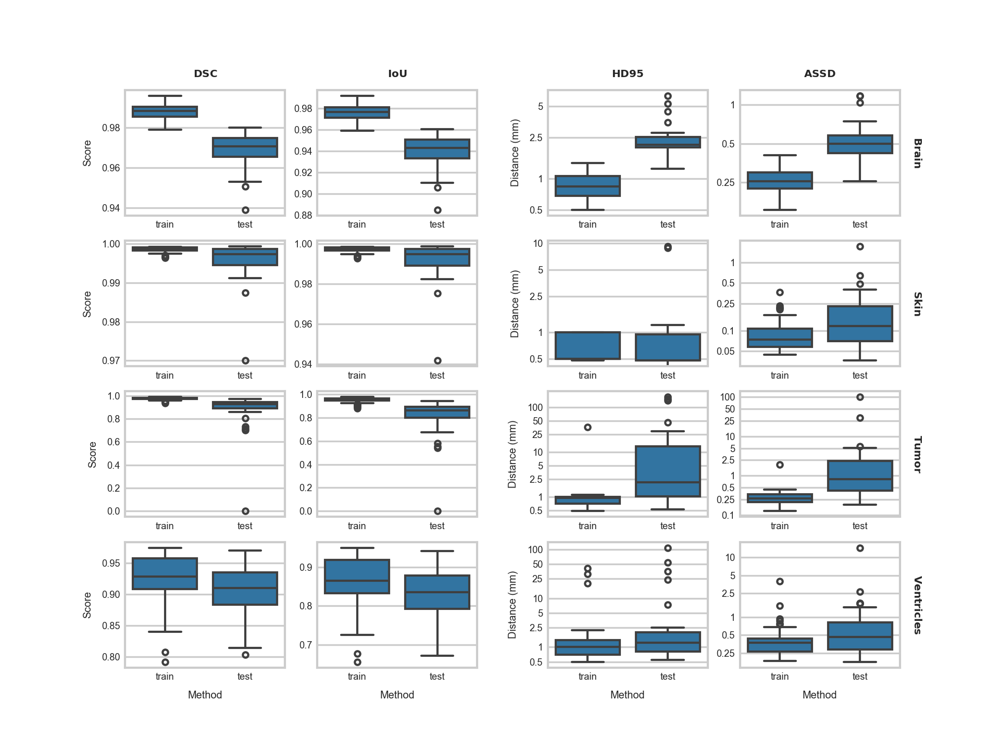 DSC IoU HD95 ASSD
Score
0.98
0.96
0.94
train test
0.98
0.96
0.94
0.92
0.90
0.88
train test
Distance (mm)
5
2.5
1
0.5
train test
1
0.5
0.25
train test
Brain
Score
1.00
0.99
0.98
0.97
train test
1.00
0.98
0.96
0.94
train test
Distance (mm)
10
5
2.5
1
0.5
train test
1
0.5
0.25
0.1
0.05
train test
Skin
Score
1.0
0.8
0.6
0.4
0.2
0.0
train test
1.0
0.8
0.6
0.4
0.2
0.0
train test
Distance (mm)
100
50
25
10
5
2.5
1
0.5
train test
100
50
25
10
5
2.5
1
0.5
0.25
0.1
train test
Tumor
Score
0.95
0.90
0.85
0.80
train test
Method
0.9
0.8
0.7
train test
Method
Distance (mm)
100
50
25
10
5
2.5
1
0.5
train test
Method
10
5
2.5
1
0.5
0.25
train test
Method
Ventricles